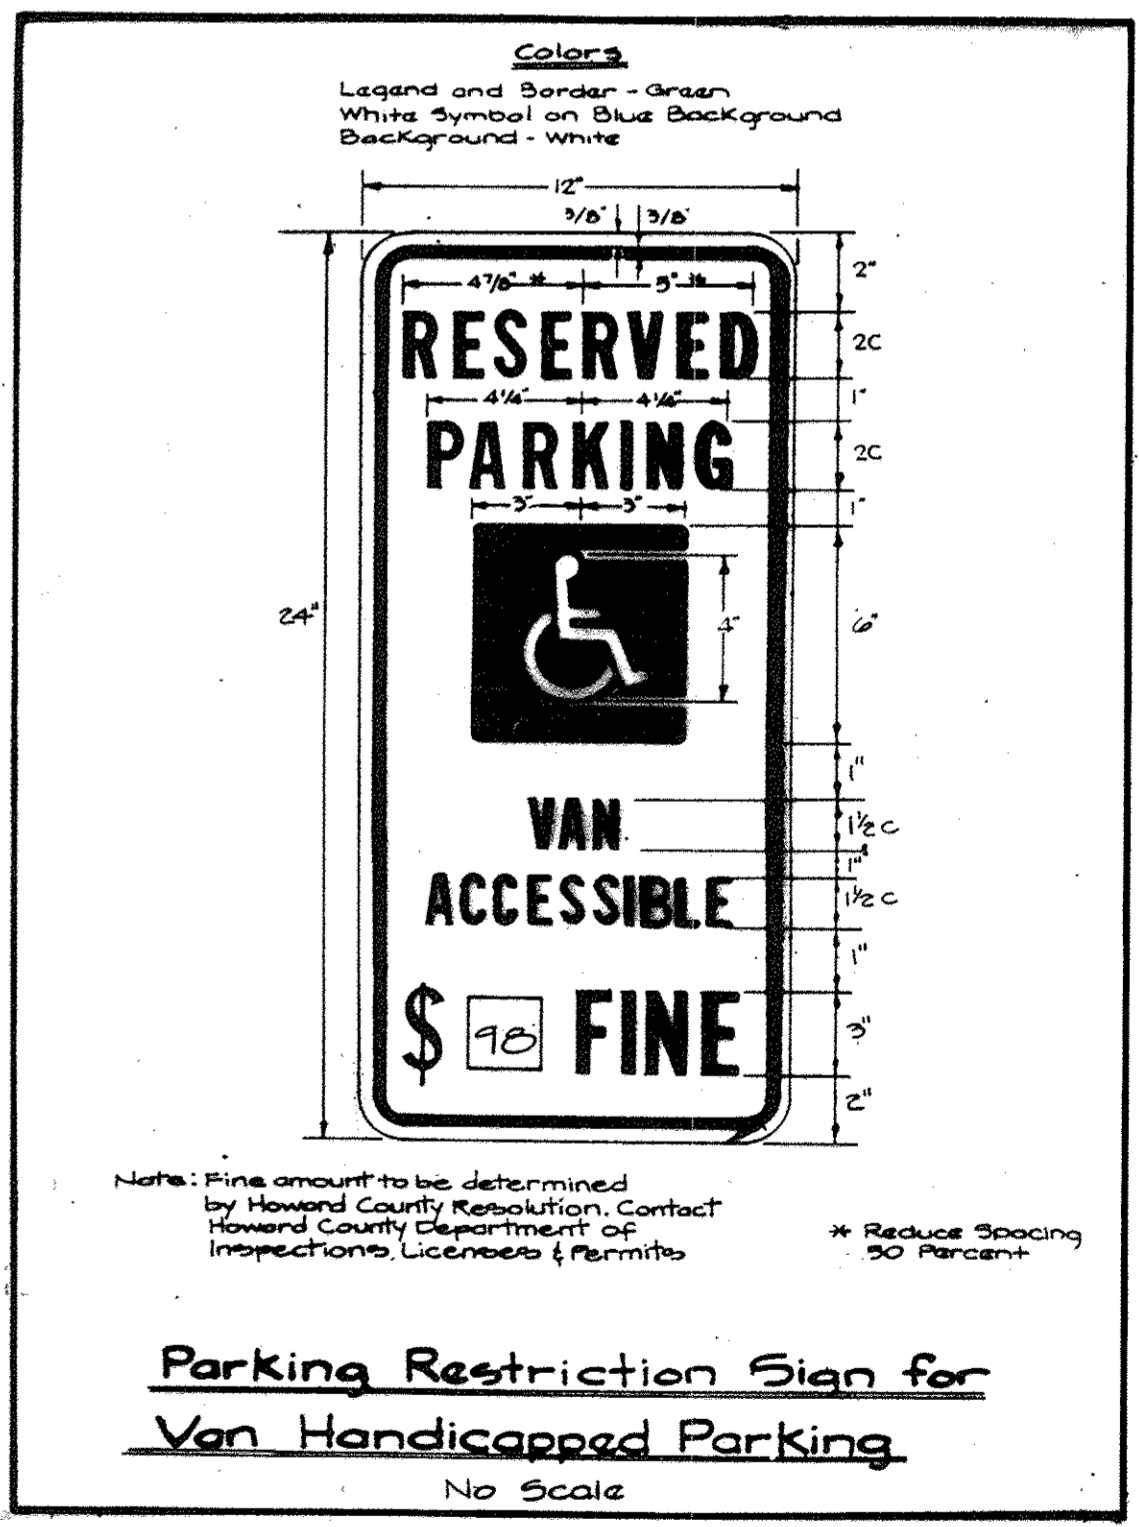 Colors
Legend and Border - Green
White Symbol on Blue Background
Background - White
12"
3/8" 3/8"
4 7/8" * 5" *
2"
RESERVED
2C
4 1/4" 4 1/4"
1"
PARKING
2C
3" 3"
1"
24"
4"
6"
1"
VAN
1 1/2 C
1"
ACCESSIBLE
1 1/2 C
1"
$ 98 FINE
3"
2"
Note: Fine amount to be determined
by Howard County Resolution. Contact
Howard County Department of
Inspections, Licenses & Permits
* Reduce Spacing
50 Percent
Parking Restriction Sign for
Van Handicapped Parking
No Scale